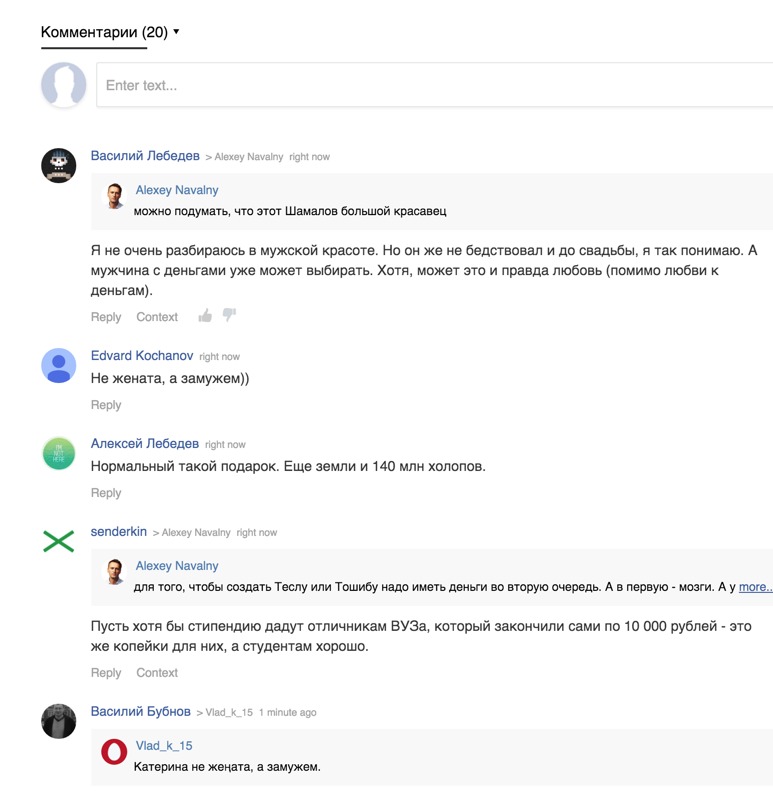 Комментарии (20) ▾
Enter text...
Василий Лебедев > Alexey Navalny right now
Alexey Navalny
можно подумать, что этот Шамалов большой красавец
Я не очень разбираюсь в мужской красоте. Но он же не бедствовал и до свадьбы, я так понимаю. А
мужчина с деньгами уже может выбирать. Хотя, может это и правда любовь (помимо любви к
деньгам).
Reply Context
Edvard Kochanov right now
Не жената, а замужем))
Reply
Алексей Лебедев right now
I'M
NOT
HERE
Нормальный такой подарок. Еще земли и 140 млн холопов.
Reply
senderkin > Alexey Navalny right now
Alexey Navalny
для того, чтобы создать Теслу или Тошибу надо иметь деньги во вторую очередь. А в первую - мозги. А у more..
Пусть хотя бы стипендию дадут отличникам ВУЗа, который закончили сами по 10 000 рублей - это
же копейки для них, а студентам хорошо.
Reply Context
Василий Бубнов > Vlad_k_15 1 minute ago
Vlad_k_15
Катерина не жеңата, а замужем.